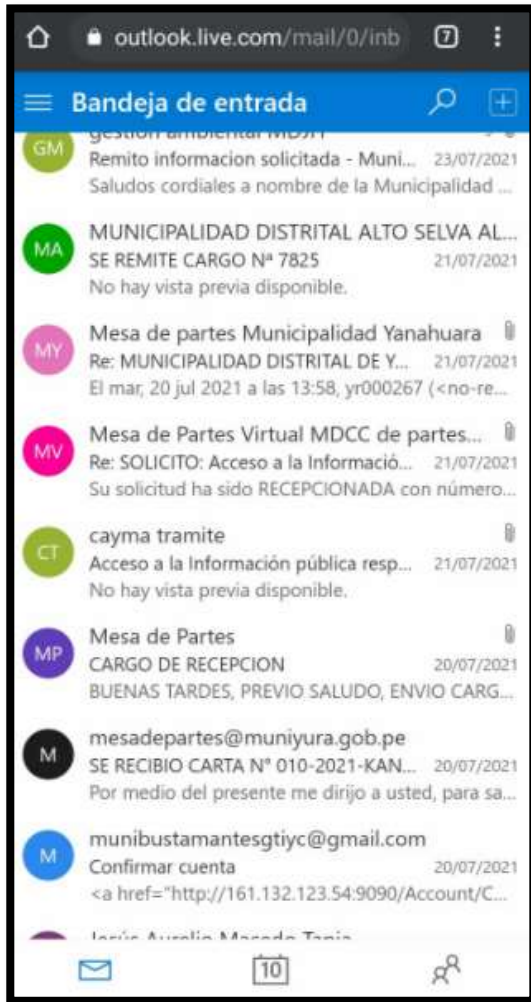 outlook.live.com/mail/0/inb
7
Bandeja de entrada
GM
gestion ambiental MDJH
Remito informacion solicitada - Muni... 23/07/2021
Saludos cordiales a nombre de la Municipalidad ...
MA
MUNICIPALIDAD DISTRITAL ALTO SELVA AL...
SE REMITE CARGO Nª 7825 21/07/2021
No hay vista previa disponible.
MY
Mesa de partes Municipalidad Yanahuara
Re: MUNICIPALIDAD DISTRITAL DE Y... 21/07/2021
El mar, 20 jul 2021 a las 13:58, yr000267 (<no-re...
MV
Mesa de Partes Virtual MDCC de partes...
Re: SOLICITO: Acceso a la Informació... 21/07/2021
Su solicitud ha sido RECEPCIONADA con número...
CT
cayma tramite
Acceso a la Información pública resp... 21/07/2021
No hay vista previa disponible.
MP
Mesa de Partes
CARGO DE RECEPCION 20/07/2021
BUENAS TARDES, PREVIO SALUDO, ENVIO CARG...
M
mesadepartes@muniyura.gob.pe
SE RECIBIO CARTA N° 010-2021-KAN... 20/07/2021
Por medio del presente me dirijo a usted, para sa...
M
munibustamantesgtiyc@gmail.com
Confirmar cuenta 20/07/2021
<a href="http://161.132.123.54:9090/Account/C...
Jesús Aurelio Macedo Tapia
10